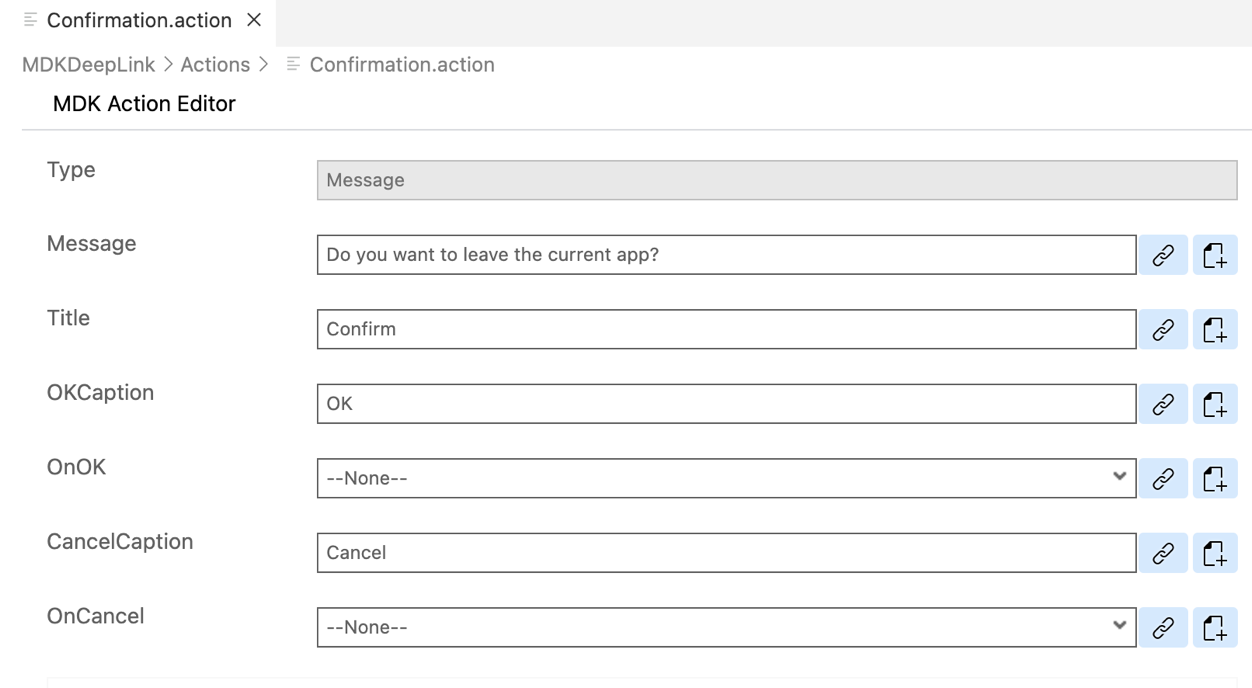 Confirmation.action
MDKDeepLink > Actions > Confirmation.action
MDK Action Editor
Type
Message
Message
Do you want to leave the current app?
Title
Confirm
OKCaption
OK
OnOK
--None--
CancelCaption
Cancel
OnCancel
--None--